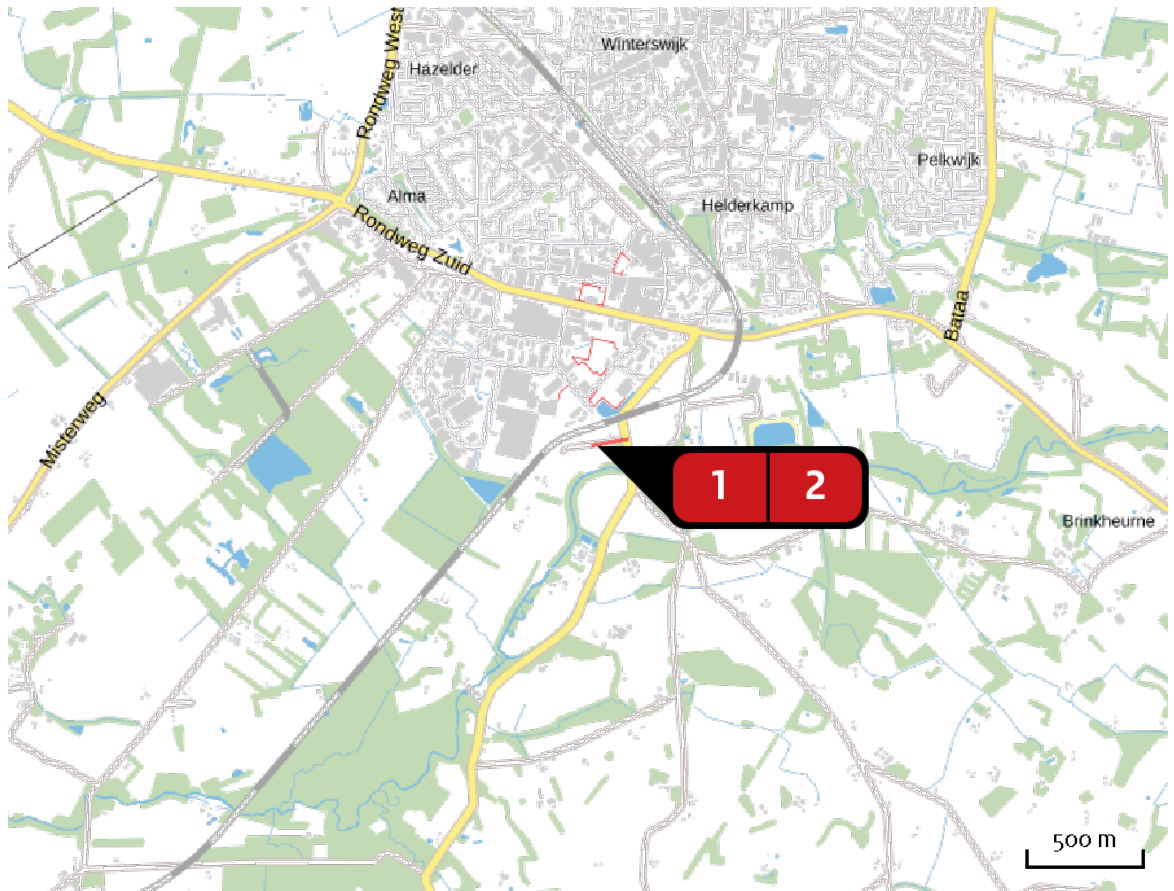 Winterswijk
Hazelder
Rondweg West
Pelkwijk
Alma
Helderkamp
Rondweg Zuid
Bataa
Misterweg
1 2
Brinkheurne
500 m